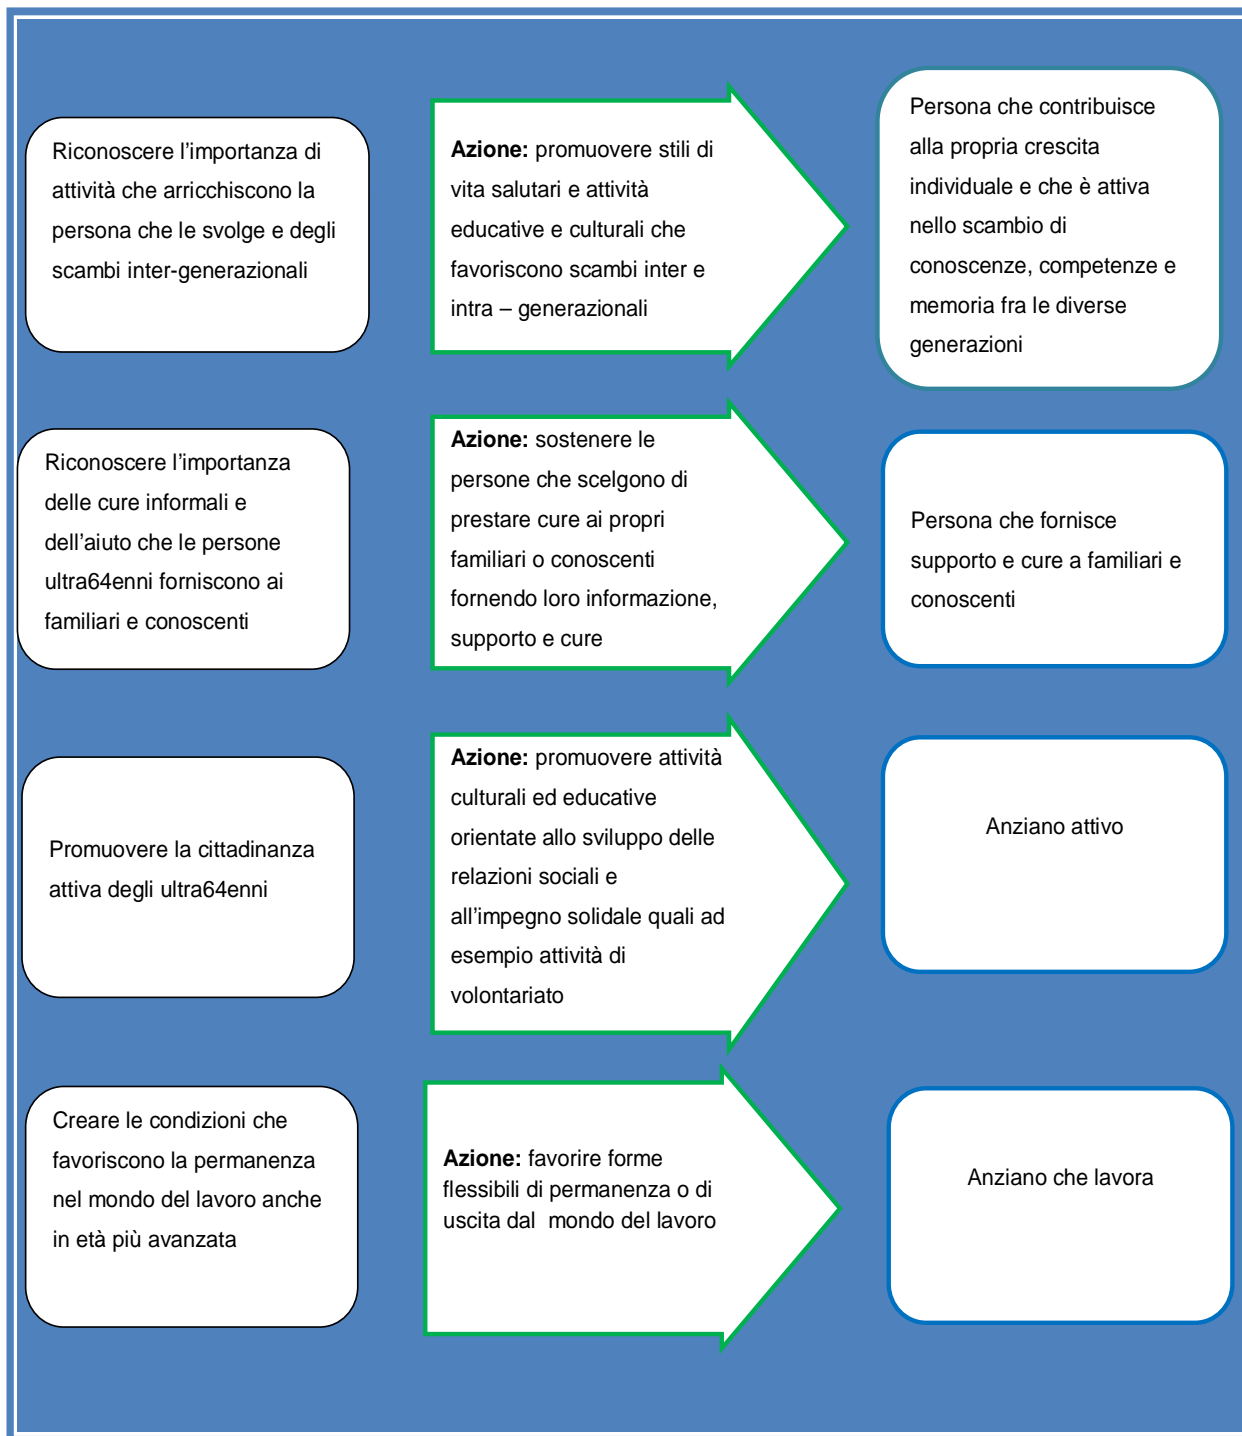 Riconoscere l’importanza di
attività che arricchiscono la
persona che le svolge e degli
scambi inter-generazionali
Azione: promuovere stili di
vita salutari e attività
educative e culturali che
favoriscono scambi inter e
intra – generazionali
Persona che contribuisce
alla propria crescita
individuale e che è attiva
nello scambio di
conoscenze, competenze e
memoria fra le diverse
generazioni
Riconoscere l’importanza
delle cure informali e
dell’aiuto che le persone
ultra64enni forniscono ai
familiari e conoscenti
Azione: sostenere le
persone che scelgono di
prestare cure ai propri
familiari o conoscenti
fornendo loro informazione,
supporto e cure
Persona che fornisce
supporto e cure a familiari e
conoscenti
Promuovere la cittadinanza
attiva degli ultra64enni
Azione: promuovere attività
culturali ed educative
orientate allo sviluppo delle
relazioni sociali e
all’impegno solidale quali ad
esempio attività di
volontariato
Anziano attivo
Creare le condizioni che
favoriscono la permanenza
nel mondo del lavoro anche
in età più avanzata
Azione: favorire forme
flessibili di permanenza o di
uscita dal mondo del lavoro
Anziano che lavora